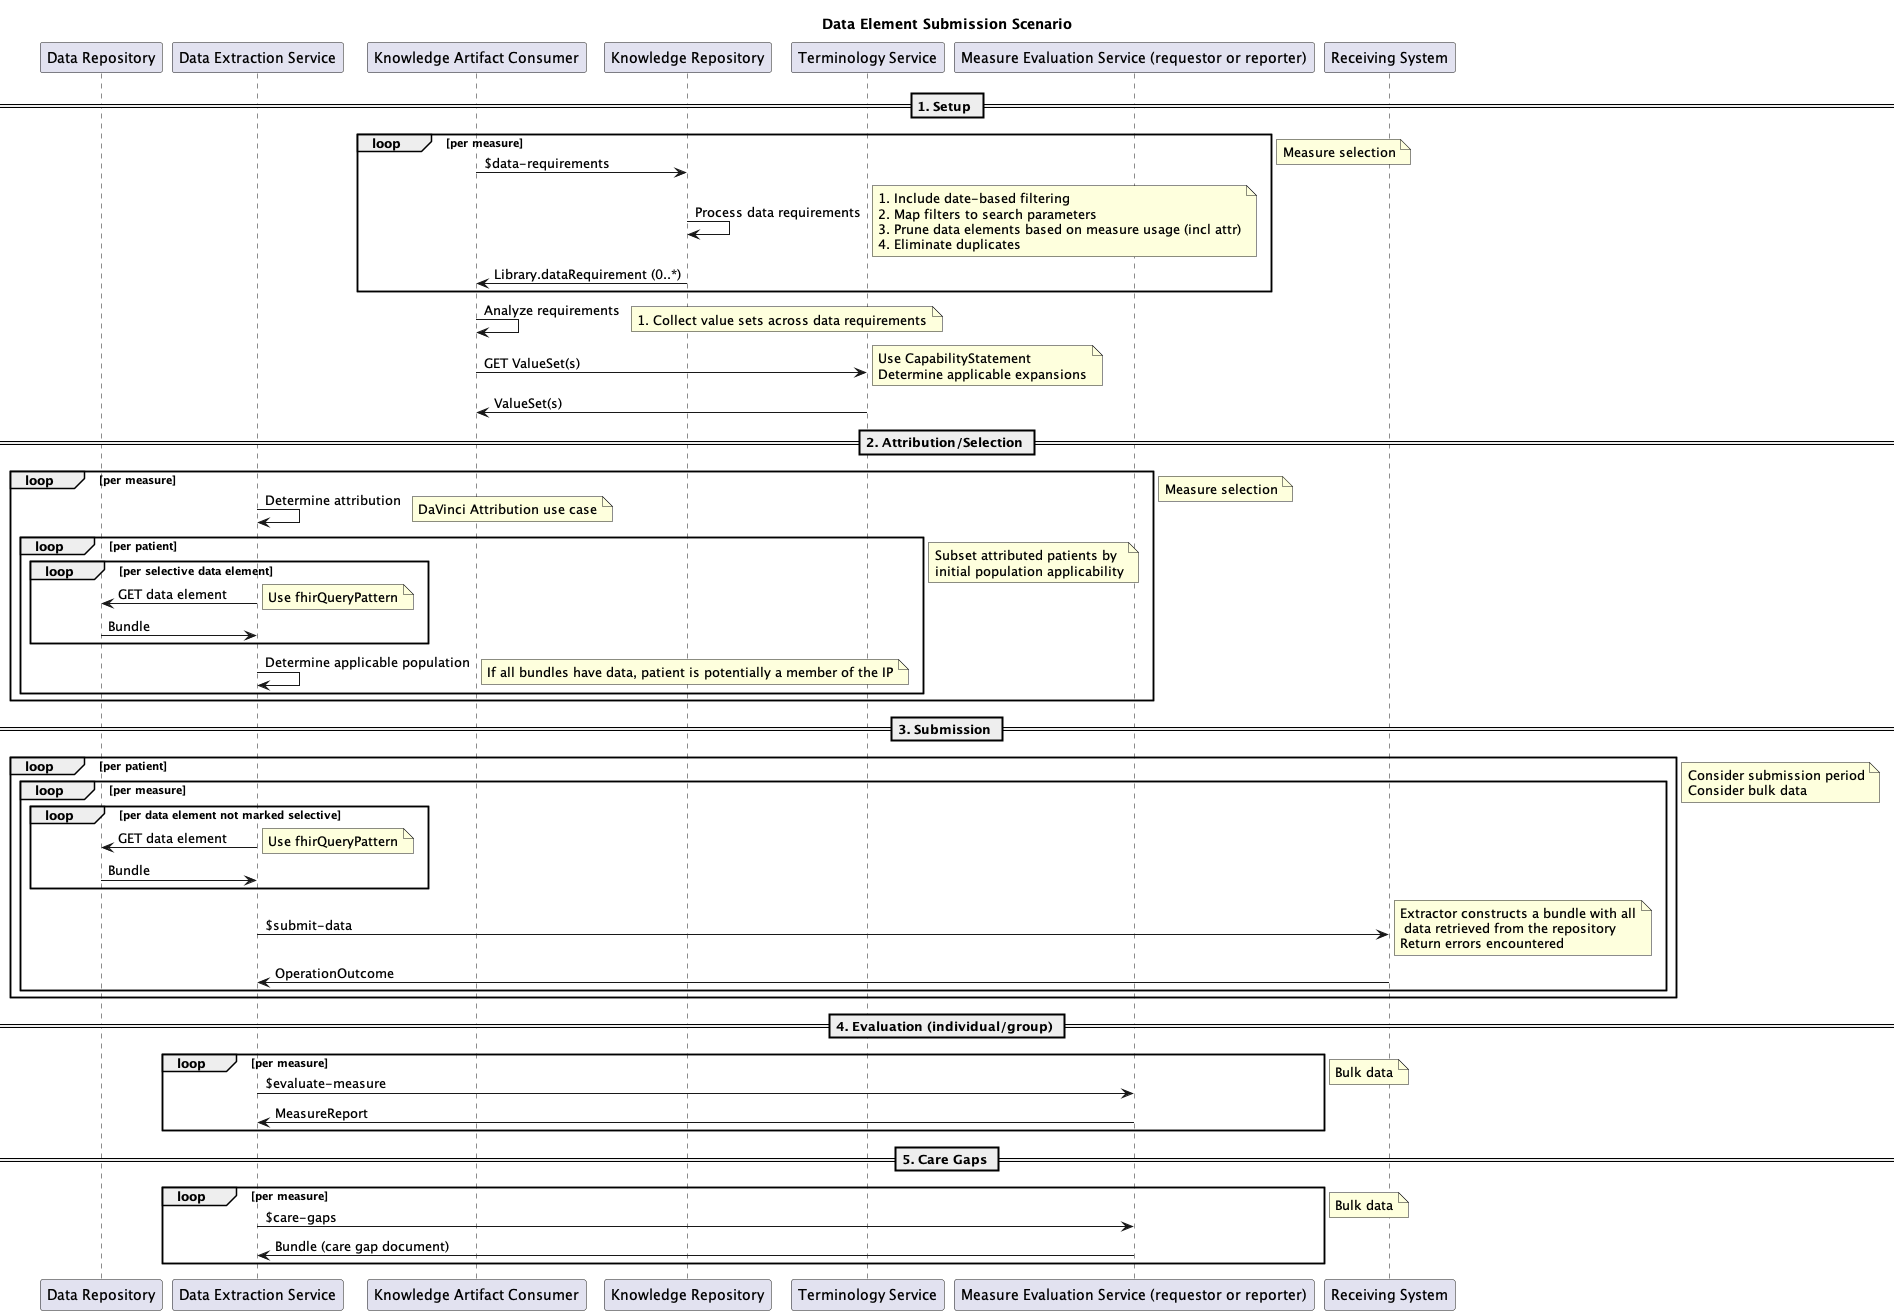 Data Element Submission Scenario
Data Repository
Data Extraction Service
Knowledge Artifact Consumer
Knowledge Repository
Terminology Service
Measure Evaluation Service (requestor or reporter)
Receiving System
1. Setup
loop
[per measure]
Measure selection
$data-requirements
Process data requirements
1. Include date-based filtering
2. Map filters to search parameters
3. Prune data elements based on measure usage (incl attr)
4. Eliminate duplicates
Library.dataRequirement (0..*)
Analyze requirements
1. Collect value sets across data requirements
GET ValueSet(s)
Use CapabilityStatement
Determine applicable expansions
ValueSet(s)
2. Attribution/Selection
loop
[per measure]
Measure selection
Determine attribution
DaVinci Attribution use case
loop
[per patient]
Subset attributed patients by
initial population applicability
loop
[per selective data element]
GET data element
Use fhirQueryPattern
Bundle
Determine applicable population
If all bundles have data, patient is potentially a member of the IP
3. Submission
loop
[per patient]
Consider submission period
Consider bulk data
loop
[per measure]
loop
[per data element not marked selective]
GET data element
Use fhirQueryPattern
Bundle
$submit-data
Extractor constructs a bundle with all
data retrieved from the repository
Return errors encountered
OperationOutcome
4. Evaluation (individual/group)
loop
[per measure]
Bulk data
$evaluate-measure
MeasureReport
5. Care Gaps
loop
[per measure]
Bulk data
$care-gaps
Bundle (care gap document)
Data Repository
Data Extraction Service
Knowledge Artifact Consumer
Knowledge Repository
Terminology Service
Measure Evaluation Service (requestor or reporter)
Receiving System